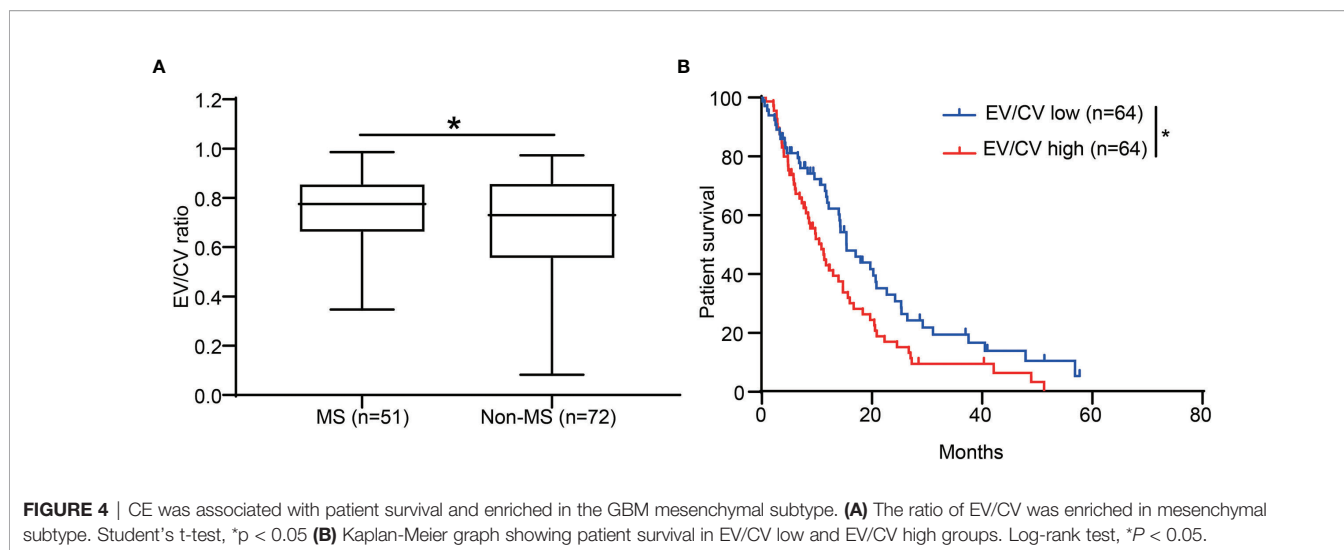 A
1.2
1.0
0.8
0.6
0.4
0.2
0.0
EV/CV ratio
*
MS (n=51)
Non-MS (n=72)
B
100
80
60
40
20
0
Patient survival
EV/CV low (n=64)
EV/CV high (n=64)
*
0
20
40
60
80
Months
FIGURE 4 | CE was associated with patient survival and enriched in the GBM mesenchymal subtype. (A) The ratio of EV/CV was enriched in mesenchymal
subtype. Student's t-test, *p < 0.05 (B) Kaplan-Meier graph showing patient survival in EV/CV low and EV/CV high groups. Log-rank test, *P < 0.05.